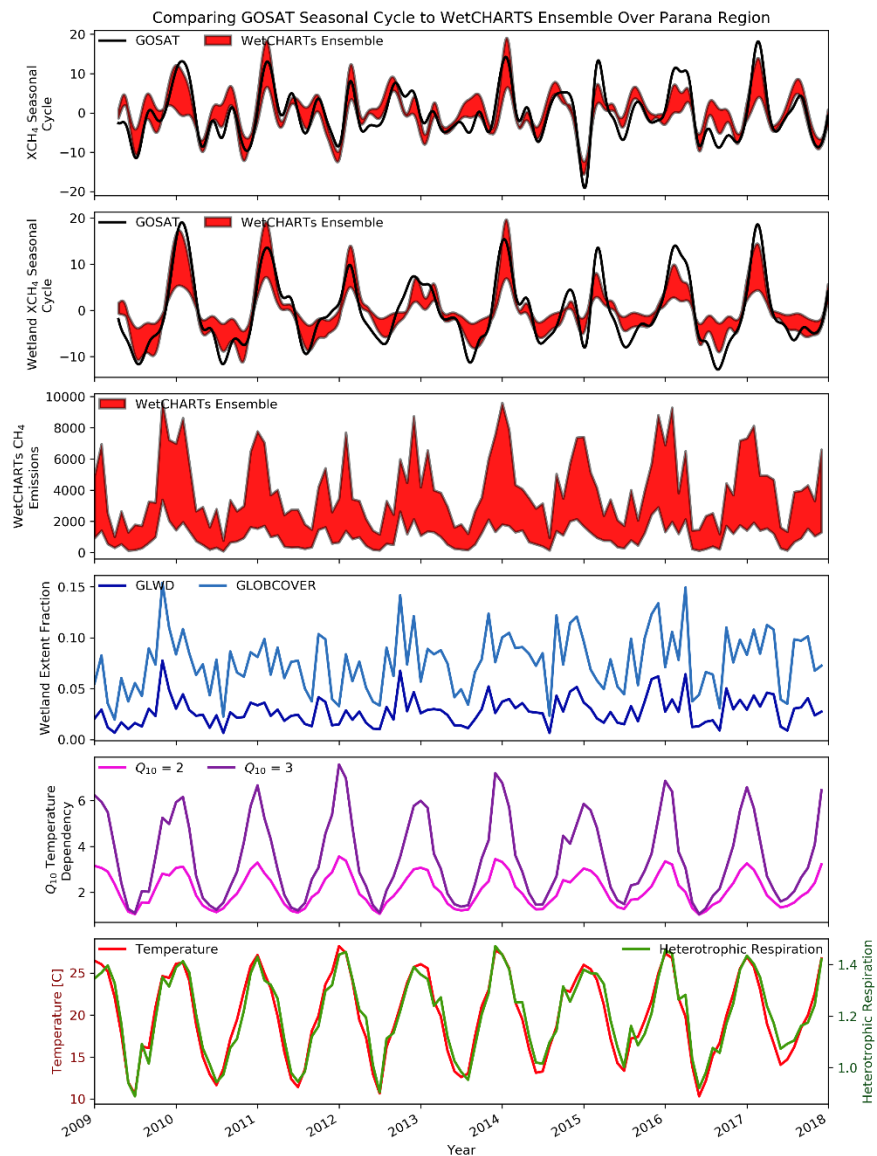 Comparing GOSAT Seasonal Cycle to WetCHARTS Ensemble Over Parana Region
GOSAT
WetCHARTs Ensemble
XCH4 Seasonal
Cycle
20
10
0
−10
−20
GOSAT
WetCHARTs Ensemble
Wetland XCH4 Seasonal
Cycle
20
10
0
−10
WetCHARTs Ensemble
WetCHARTs CH4
Emissions
10000
8000
6000
4000
2000
0
GLWD
GLOBCOVER
Wetland Extent Fraction
0.15
0.10
0.05
0.00
Q10 = 2
Q10 = 3
Q10 Temperature
Dependency
6
4
2
Temperature
Heterotrophic Respiration
Temperature [C]
25
20
15
10
1.4
1.2
1.0
Heterotrophic Respiration
2009
2010
2011
2012
2013
2014
2015
2016
2017
2018
Year